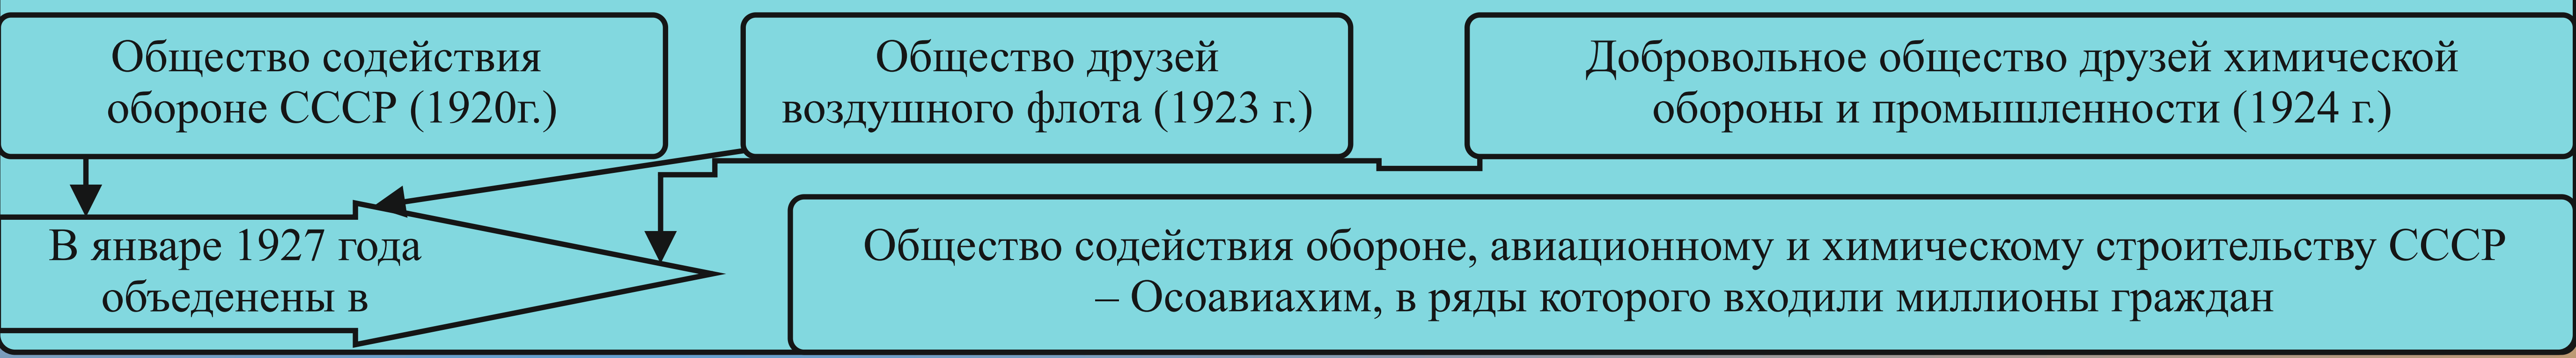 Общество содействия
обороне СССР (1920г.)
Общество друзей
воздушного флота (1923 г.)
Добровольное общество друзей химической
обороны и промышленности (1924 г.)
В январе 1927 года
объеденены в
Общество содействия обороне, авиационному и химическому строительству СССР
– Осоавиахим, в ряды которого входили миллионы граждан